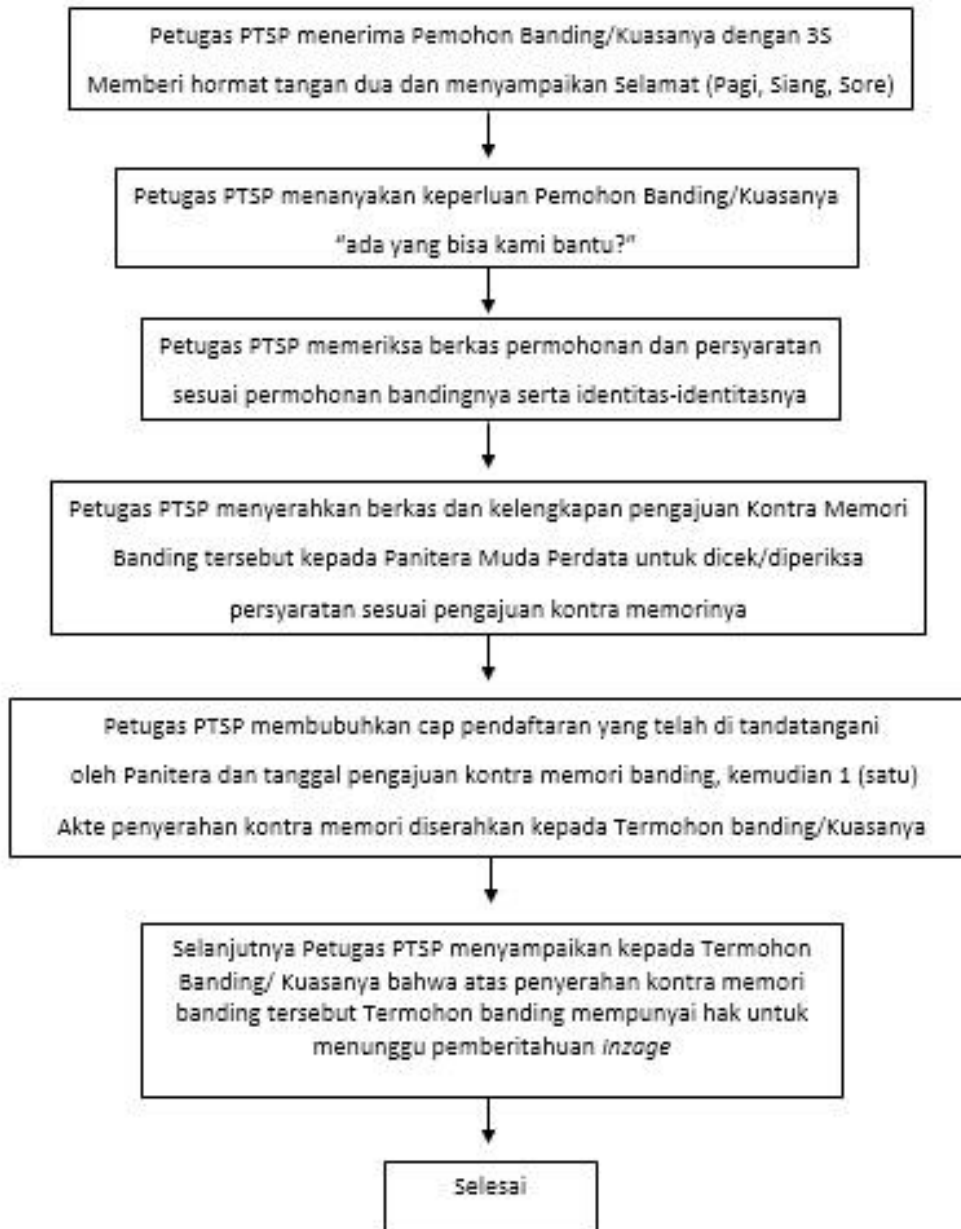 Petugas PTSP menerima Pemohon Banding/Kuasanya dengan 3S
Memberi hormat tangan dua dan menyampaikan Selamat (Pagi, Siang, Sore)
Petugas PTSP menanyakan keperluan Pemohon Banding/Kuasanya
“ada yang bisa kami bantu?”
Petugas PTSP memeriksa berkas permohonan dan persyaratan
sesuai permohonan bandingnya serta identitas-identitasnya
Petugas PTSP menyerahkan berkas dan kelengkapan pengajuan Kontra Memori
Banding tersebut kepada Panitera Muda Perdata untuk dicek/diperiksa
persyaratan sesuai pengajuan kontra memorinya
Petugas PTSP membubuhkan cap pendaftaran yang telah di tandatangani
oleh Panitera dan tanggal pengajuan kontra memori banding, kemudian 1 (satu)
Akte penyerahan kontra memori diserahkan kepada Termohon banding/Kuasanya
Selanjutnya Petugas PTSP menyampaikan kepada Termohon
Banding/ Kuasanya bahwa atas penyerahan kontra memori
banding tersebut Termohon banding mempunyai hak untuk
menunggu pemberitahuan inzage
Selesai